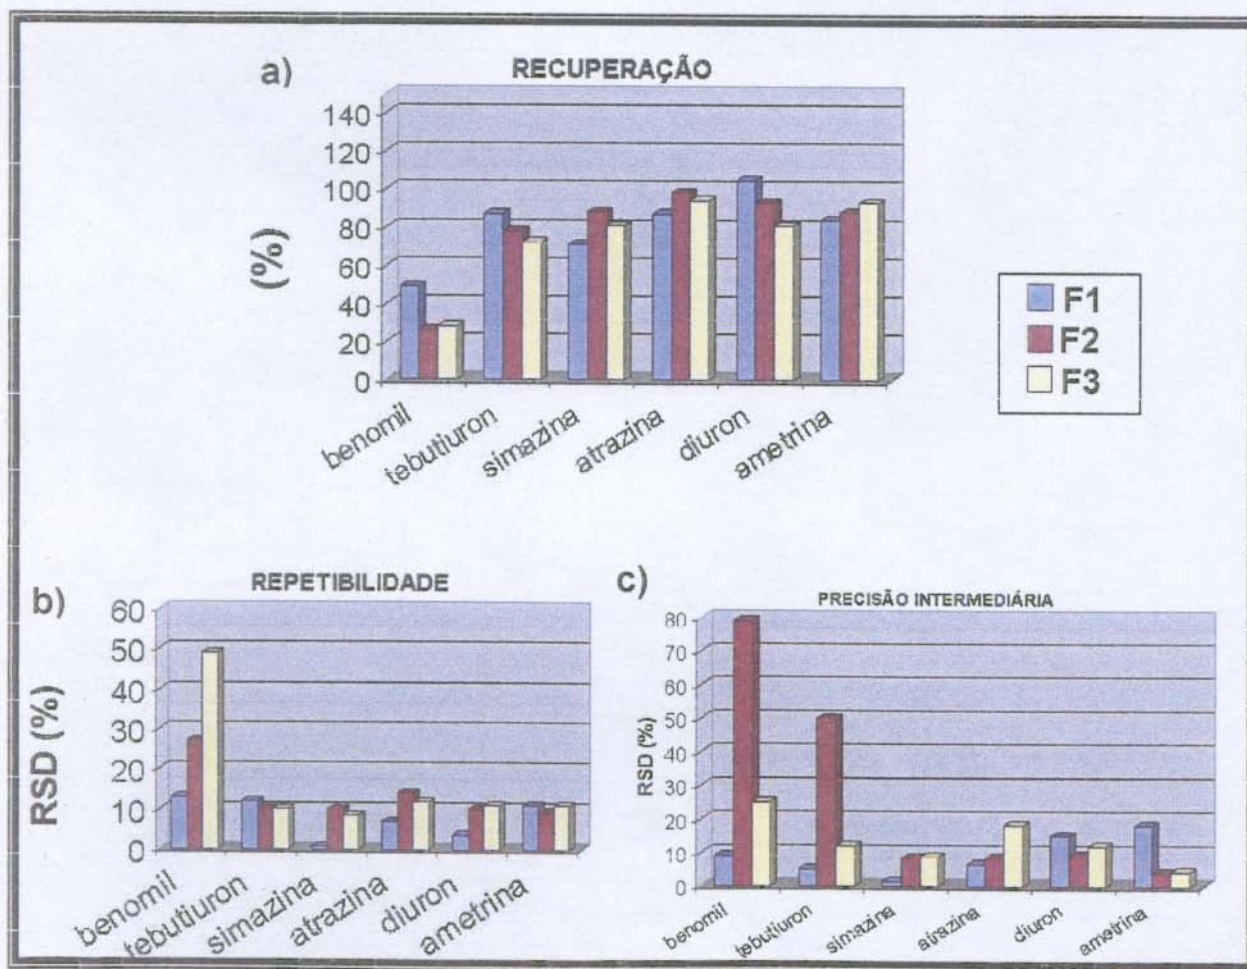 a)
RECUPERAÇÃO
(%)
140
120
100
80
60
40
20
0
benomil
tebutiuron
simazina
atrazina
diuron
ametrina
F1
F2
F3
b)
REPETIBILIDADE
RSD (%)
60
50
40
30
20
10
0
benomil
tebutiuron
simazina
atrazina
diuron
ametrina
c)
PRECISÃO INTERMEDIÁRIA
RSD (%)
80
70
60
50
40
30
20
10
0
benomil
tebutiuron
simazina
atrazina
diuron
ametrina